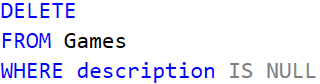 DELETE
FROM Games
WHERE description IS NULL